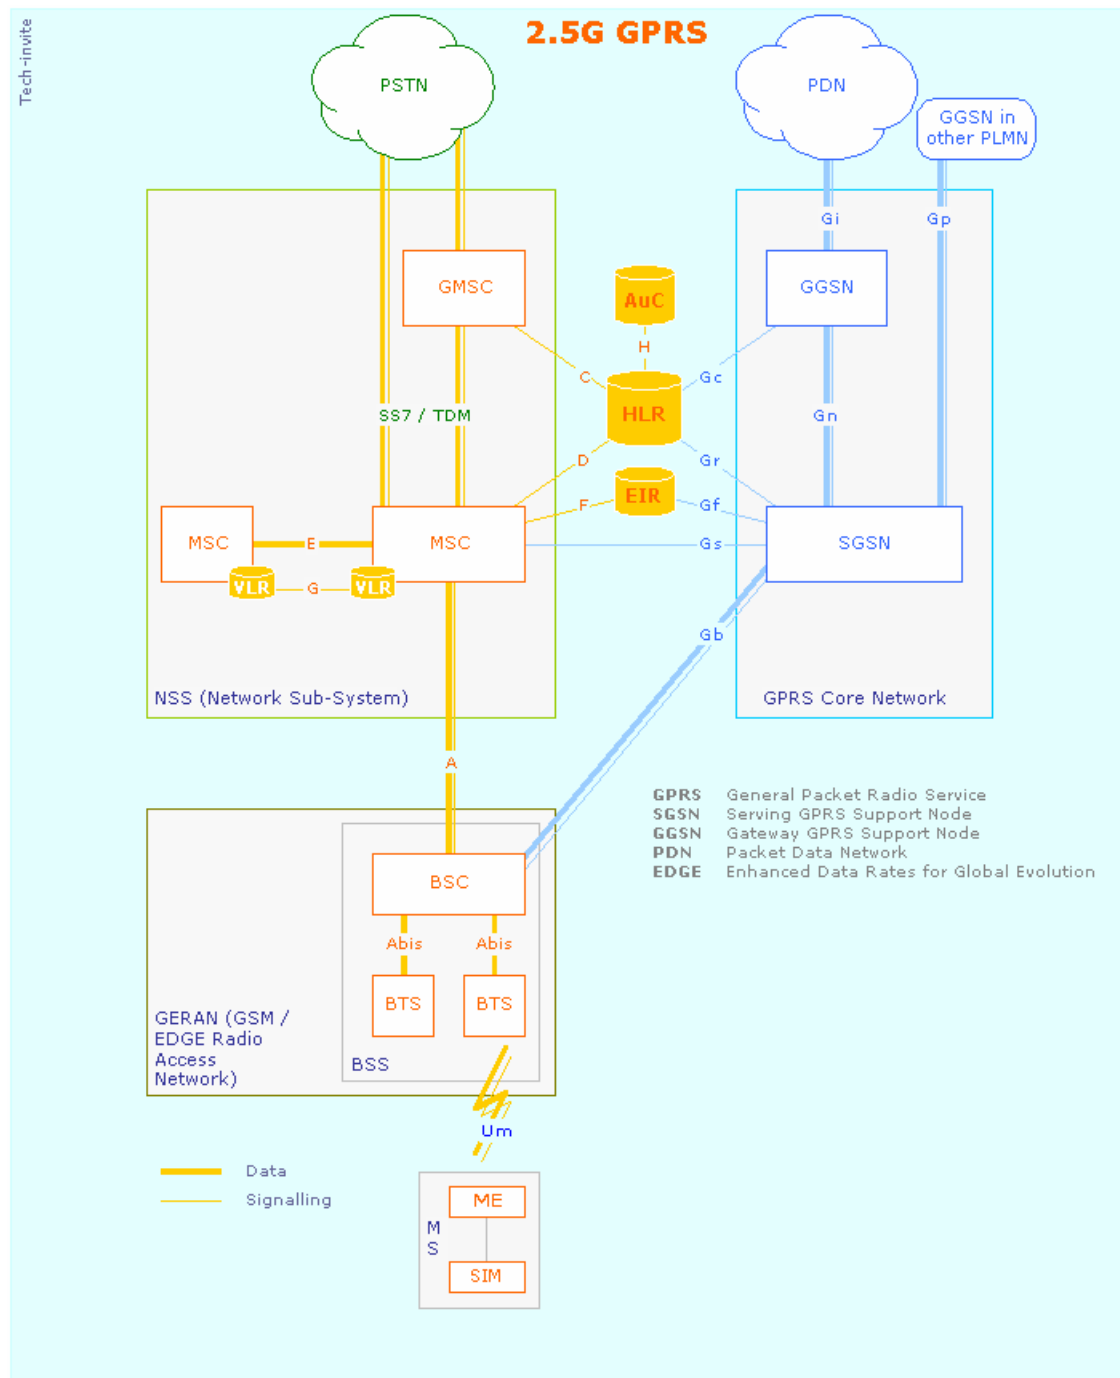 Tech-invite
2.5G GPRS
PSTN
PDN
GGSN in
other PLMN
Gi
Gp
GMSC
AuC
GGSN
H
C
Gc
HLR
SS7 / TDM
Gn
D
Gr
EIR
F
Gf
MSC
E
MSC
Gs
SGSN
VLR
G
VLR
Gb
NSS (Network Sub-System)
GPRS Core Network
A
GPRS General Packet Radio Service
SGSN Serving GPRS Support Node
GGSN Gateway GPRS Support Node
PDN Packet Data Network
EDGE Enhanced Data Rates for Global Evolution
BSC
Abis
Abis
BTS
BTS
GERAN (GSM /
EDGE Radio
Access
Network)
BSS
Um
Data
Signalling
ME
M
S
SIM